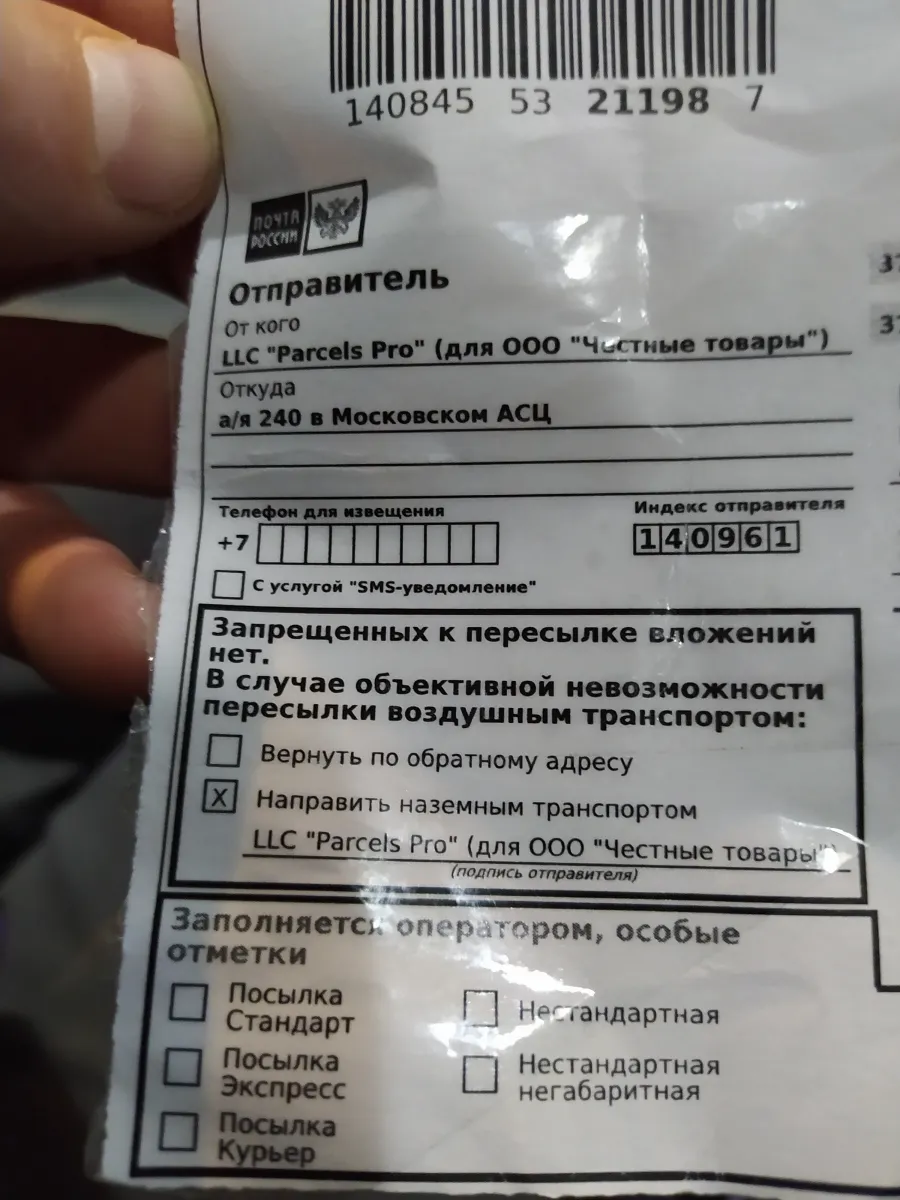 140845 53 21198 7
ПОЧТА
РОССИИ
Отправитель
От кого
LLC "Parcels Pro" (для ООО "Честные товары")
Откуда
а/я 240 в Московском АСЦ
Телефон для извещения
Индекс отправителя
+7
140961
С услугой "SMS-уведомление"
Запрещенных к пересылке вложений
нет.
В случае объективной невозможности
пересылки воздушным транспортом:
Вернуть по обратному адресу
X Направить наземным транспортом
LLC "Parcels Pro" (для ООО "Честные товары")
(подпись отправителя)
Заполняется оператором, особые
отметки
Посылка
Стандарт
Нестандартная
Посылка
Экспресс
Нестандартная
негабаритная
Посылка
Курьер